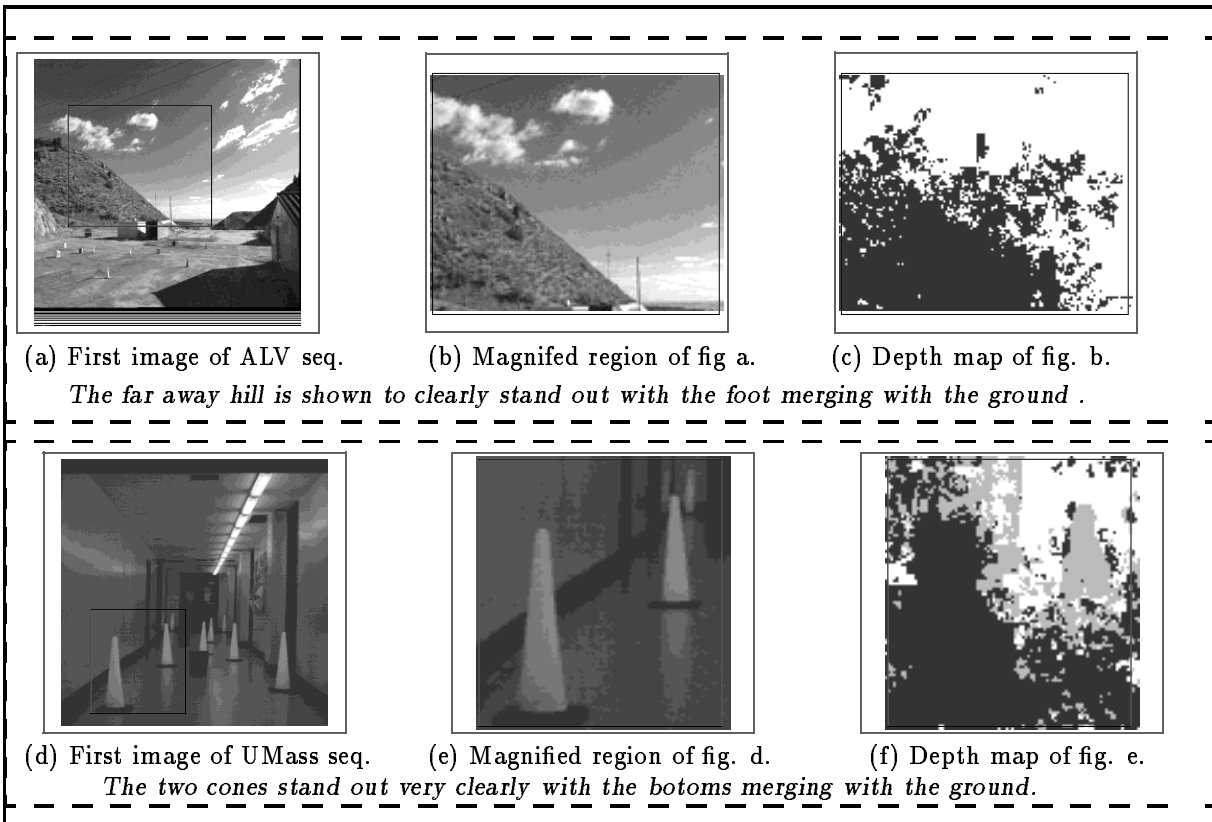 (a) First image of ALV seq. (b) Magnifed region of fig a. (c) Depth map of fig. b.
The far away hill is shown to clearly stand out with the foot merging with the ground .
(d) First image of UMass seq. (e) Magnified region of fig. d. (f) Depth map of fig. e.
The two cones stand out very clearly with the botoms merging with the ground.